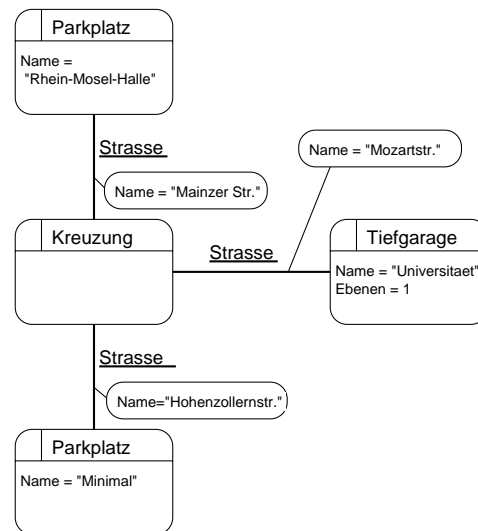 Parkplatz
Name =
"Rhein-Mosel-Halle"
Strasse
Name = "Mozartstr."
Name = "Mainzer Str."
Kreuzung
Strasse
Tiefgarage
Name = "Universitaet"
Ebenen = 1
Strasse
Name="Hohenzollernstr."
Parkplatz
Name = "Minimal"